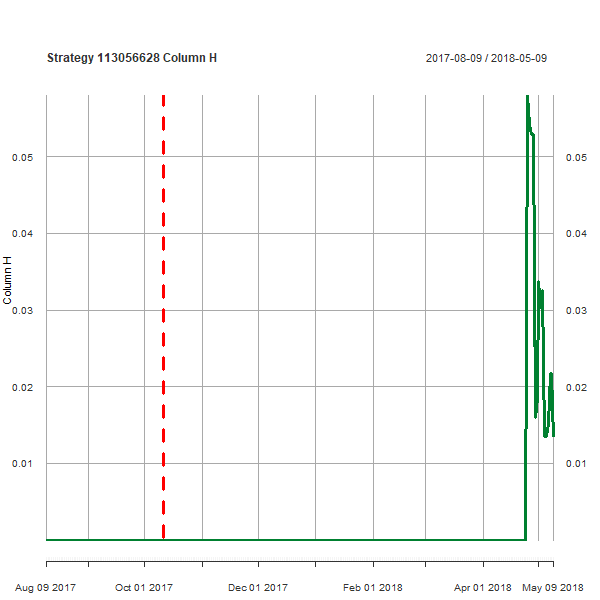 Strategy 113056628 Column H
2017-08-09 / 2018-05-09
0.05
0.05
0.04
0.04
Column H
0.03
0.03
0.02
0.02
0.01
0.01
Aug 09 2017
Oct 01 2017
Dec 01 2017
Feb 01 2018
Apr 01 2018
May 09 2018